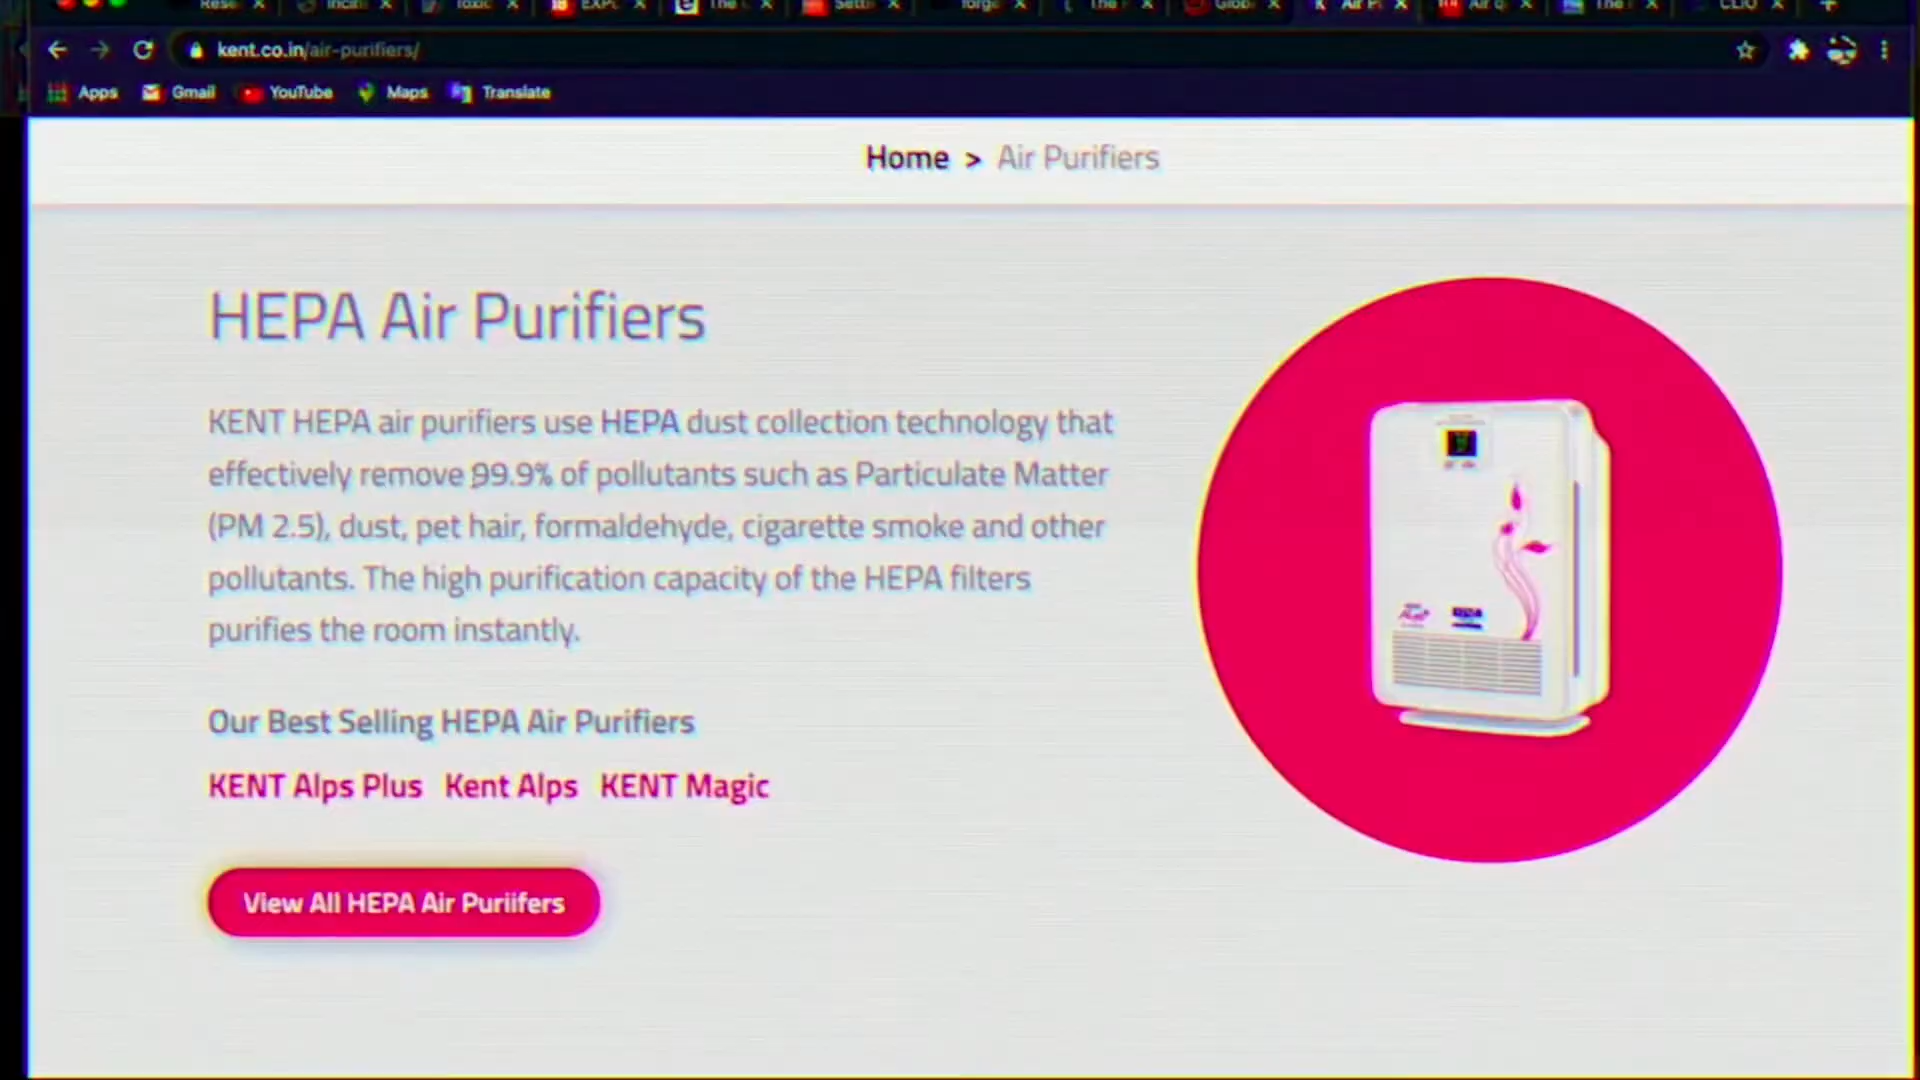 kent.co.in/air-purifiers/
Apps Gmail YouTube Maps Translate
Home > Air Purifiers
HEPA Air Purifiers
KENT HEPA air purifiers use HEPA dust collection technology that
effectively remove 99.9% of pollutants such as Particulate Matter
(PM 2.5), dust, pet hair, formaldehyde, cigarette smoke and other
pollutants. The high purification capacity of the HEPA filters
purifies the room instantly.
Our Best Selling HEPA Air Purifiers
KENT Alps Plus Kent Alps KENT Magic
View All HEPA Air Puriifers